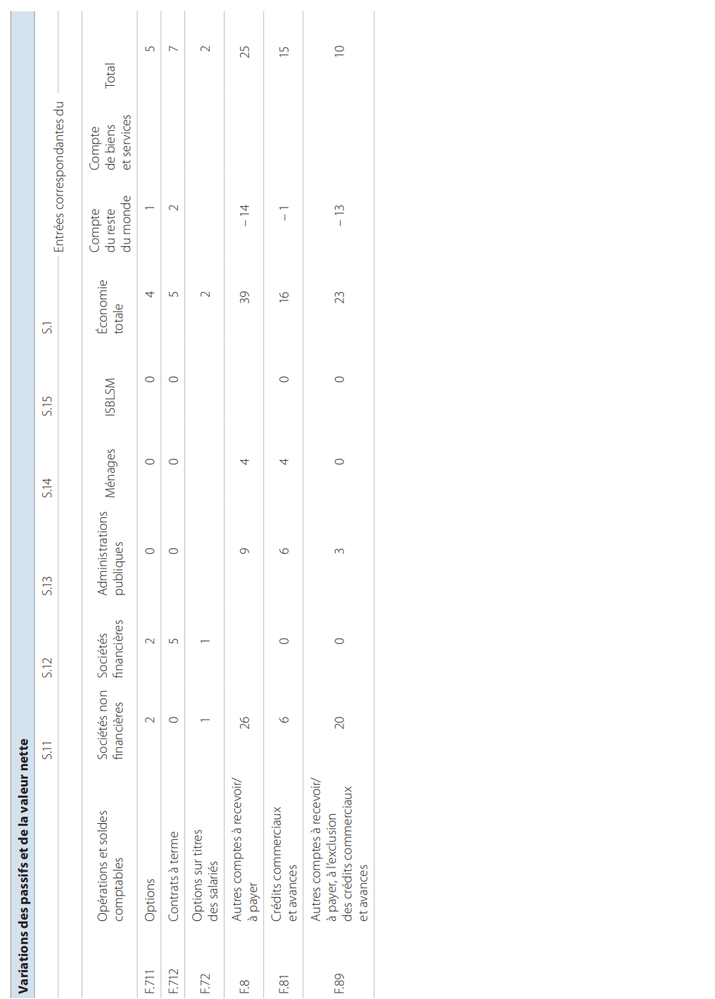 Variations des passifs et de la valeur nette
S.11 S.12 S.13 S.14 S.15 S.1
Entrées correspondantes du
Opérations et soldes
comptables
Sociétés non
financières
Sociétés
financières
Administrations
publiques
Ménages
ISBLSM
Économie
totale
Compte
du reste
du monde
Compte
de biens
et services
Total
F.711 Options 2 2 0 0 0 4 1 5
F.712 Contrats à terme 0 5 0 0 0 5 2 7
F.72 Options sur titres
des salariés 1 1 2 2
F.8 Autres comptes à recevoir/
à payer 26 9 4 39 – 14 25
F.81 Crédits commerciaux
et avances 6 0 6 4 0 16 – 1 15
F.89 Autres comptes à recevoir/
à payer, à l’exclusion
des crédits commerciaux
et avances 20 0 3 0 0 23 – 13 10